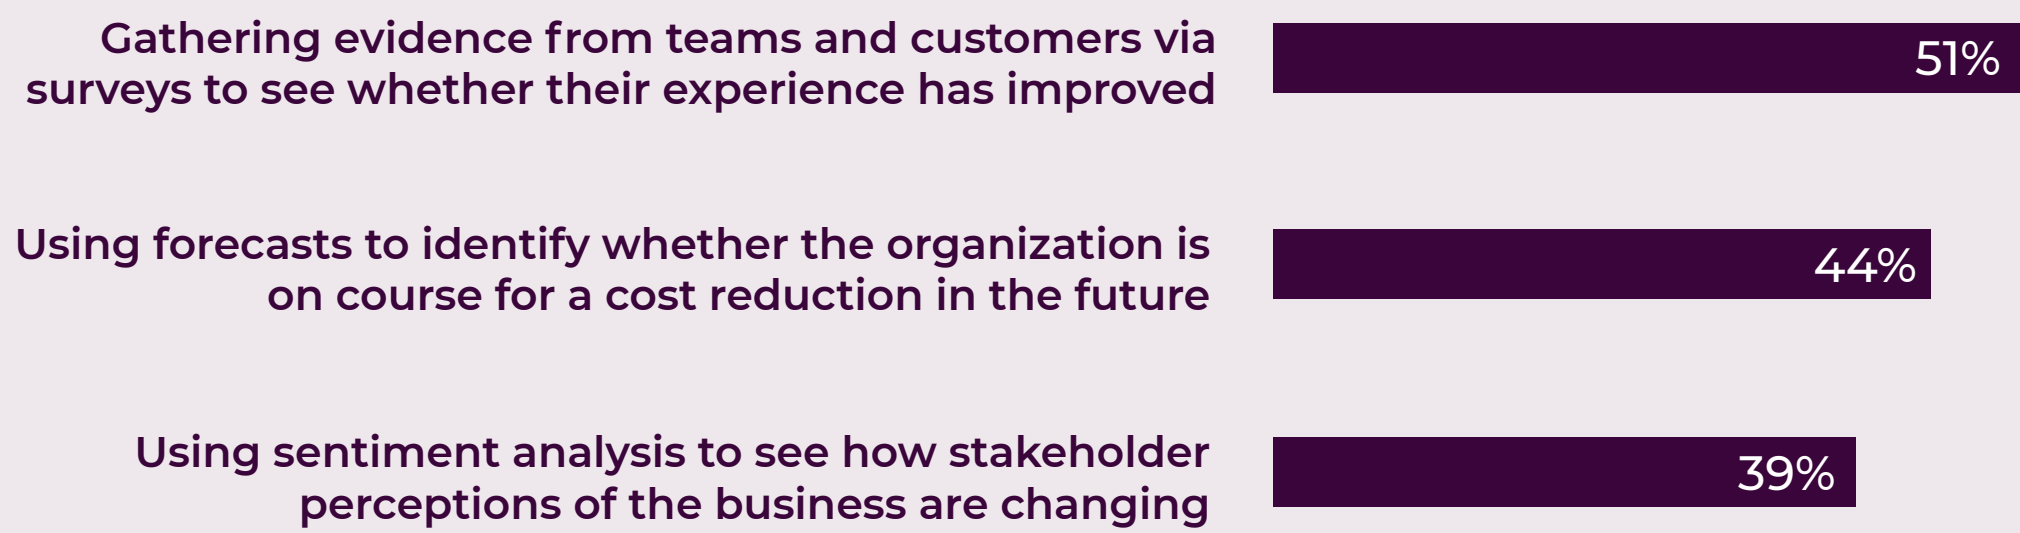 Gathering evidence from teams and customers via
surveys to see whether their experience has improved
51%
Using forecasts to identify whether the organization is
on course for a cost reduction in the future
44%
Using sentiment analysis to see how stakeholder
perceptions of the business are changing
39%